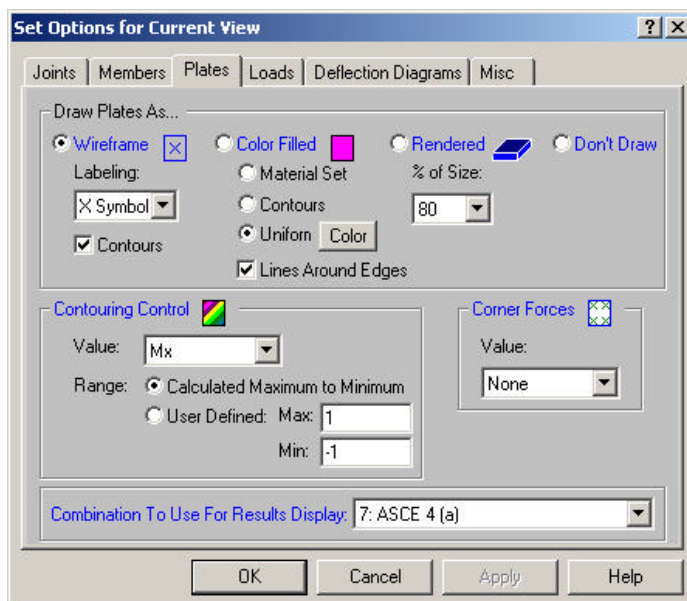 Set Options for Current View
Joints Members Plates Loads Deflection Diagrams Misc
Draw Plates As...
Wireframe Color Filled Rendered Don't Draw
Labeling: Material Set % of Size:
X Symbol Contours 80
Contours Uniform Color
Lines Around Edges
Contouring Control Corner Forces
Value: Mx Value:
Range: Calculated Maximum to Minimum None
User Defined: Max: 1
Min: -1
Combination To Use For Results Display: 7: ASCE 4 (a)
OK Cancel Apply Help